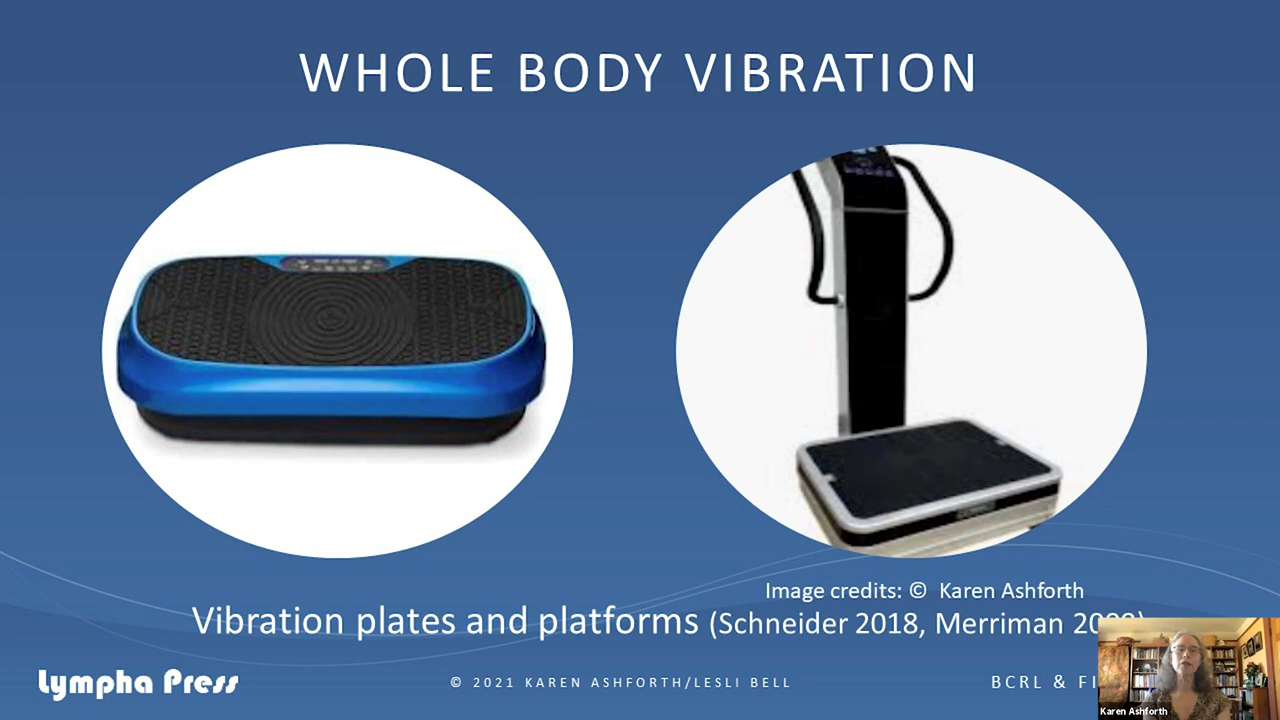 WHOLE BODY VIBRATION
Image credits: © Karen Ashforth
Vibration plates and platforms (Schneider 2018, Merriman
Lympha Press
© 2021 KAREN ASHFORTH/LESLI BELL
BCRL &
Karen Ashforth